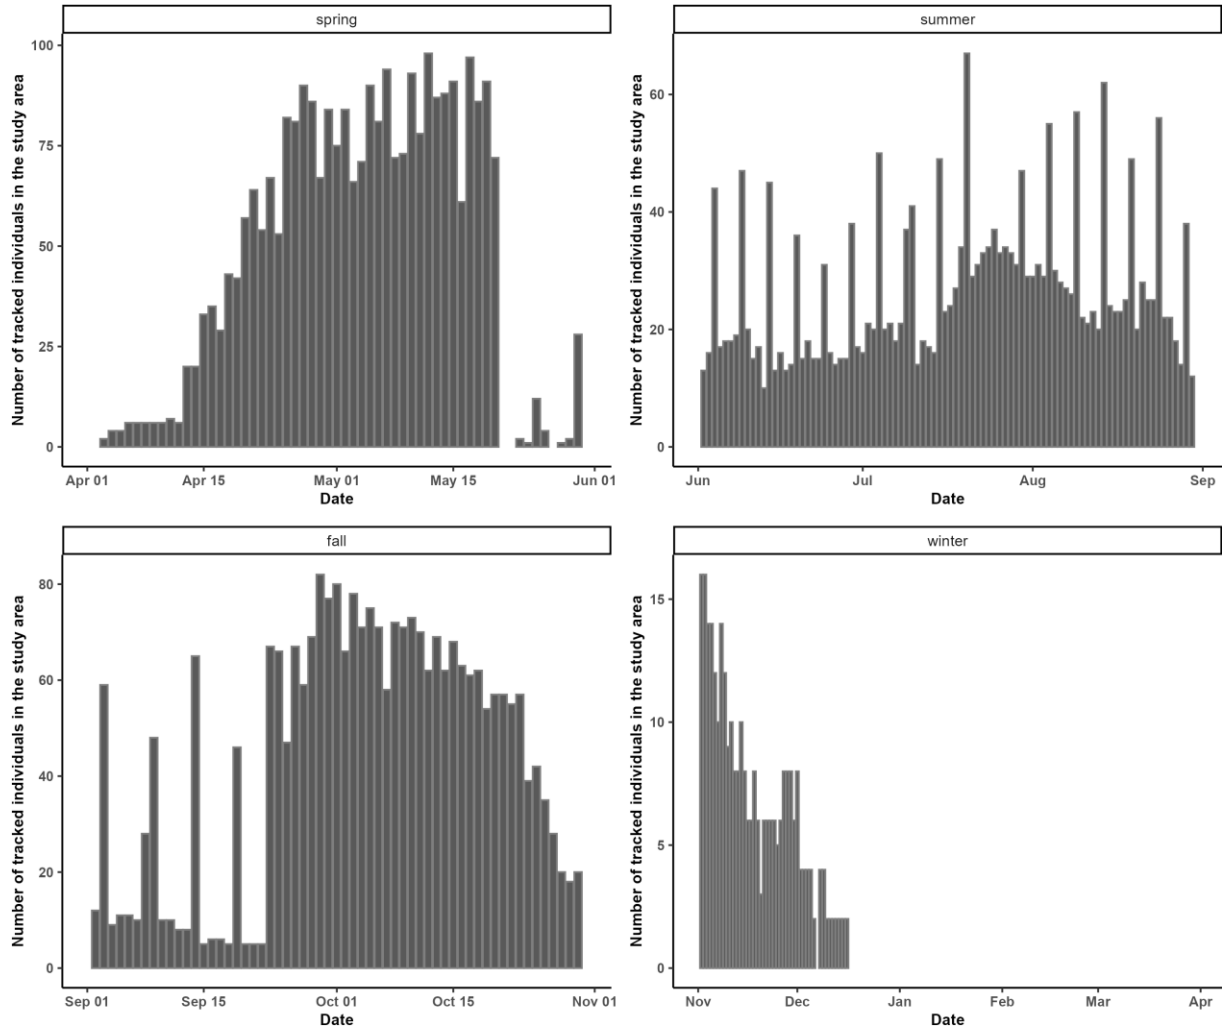 spring
Number of tracked individuals in the study area
100
75
50
25
0
Apr 01 Apr 15 May 01 May 15 Jun 01
Date
summer
Number of tracked individuals in the study area
60
40
20
0
Jun Jul Aug Sep
Date
fall
Number of tracked individuals in the study area
80
60
40
20
0
Sep 01 Sep 15 Oct 01 Oct 15 Nov 01
Date
winter
Number of tracked individuals in the study area
15
10
5
0
Nov Dec Jan Feb Mar Apr
Date